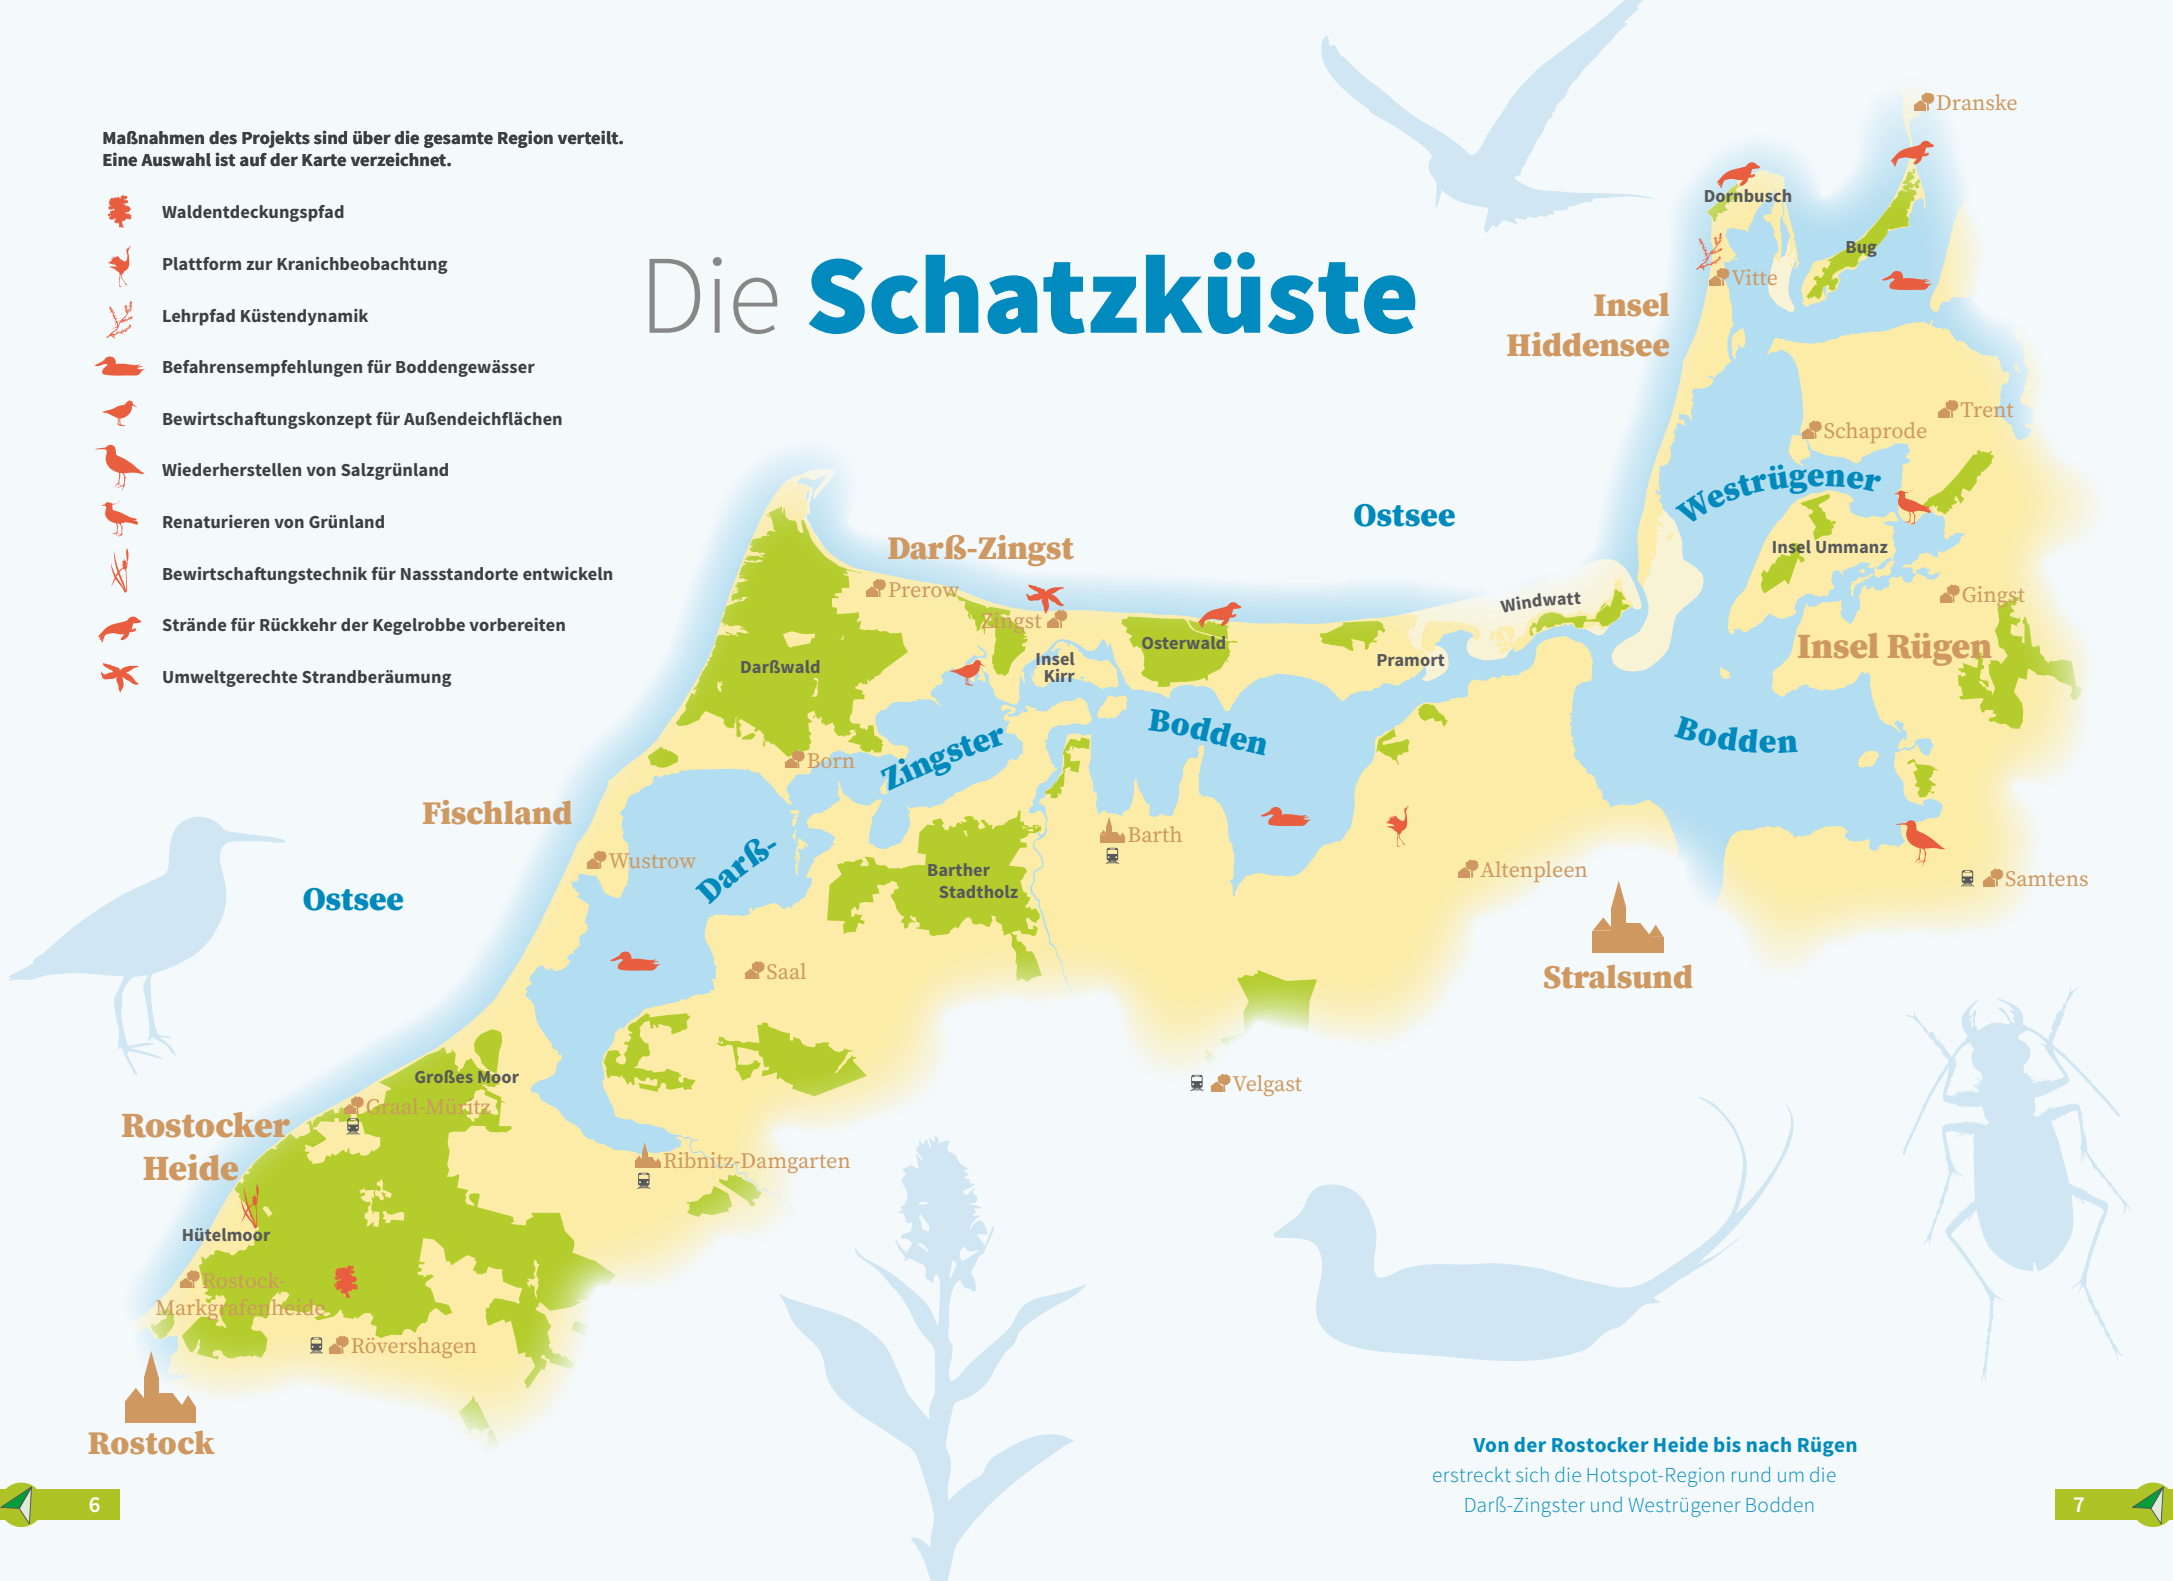 Maßnahmen des Projekts sind über die gesamte Region verteilt.
Eine Auswahl ist auf der Karte verzeichnet.
Waldentdeckungspfad
Plattform zur Kranichbeobachtung
Lehrpfad Küstendynamik
Befahrensempfehlungen für Boddengewässer
Bewirtschaftungskonzept für Außendeichflächen
Wiederherstellen von Salzgrünland
Renaturieren von Grünland
Bewirtschaftungstechnik für Nassstandorte entwickeln
Strände für Rückkehr der Kegelrobbe vorbereiten
Umweltgerechte Strandberäumung
Die Schatzküste
Dranske
Dornbusch
Bug
Vitte
Insel
Hiddensee
Trent
Schaprode
Westrügener
Insel Ummanz
Gingst
Insel Rügen
Bodden
Samtens
Ostsee
Windwatt
Pramort
Darß-Zingst
Prerow
Zingst
Insel
Kirr
Osterwald
Darßwald
Born
Zingster
Bodden
Fischland
Wustrow
Darß-
Barth
Barther
Stadtholz
Altenpleen
Stralsund
Ostsee
Saal
Velgast
Großes Moor
Graal-Müritz
Rostocker
Heide
Ribnitz-Damgarten
Hütelmoor
Rostock-
Markgrafenheide
Rövershagen
Rostock
Von der Rostocker Heide bis nach Rügen
erstreckt sich die Hotspot-Region rund um die
Darß-Zingster und Westrügener Bodden
6
7